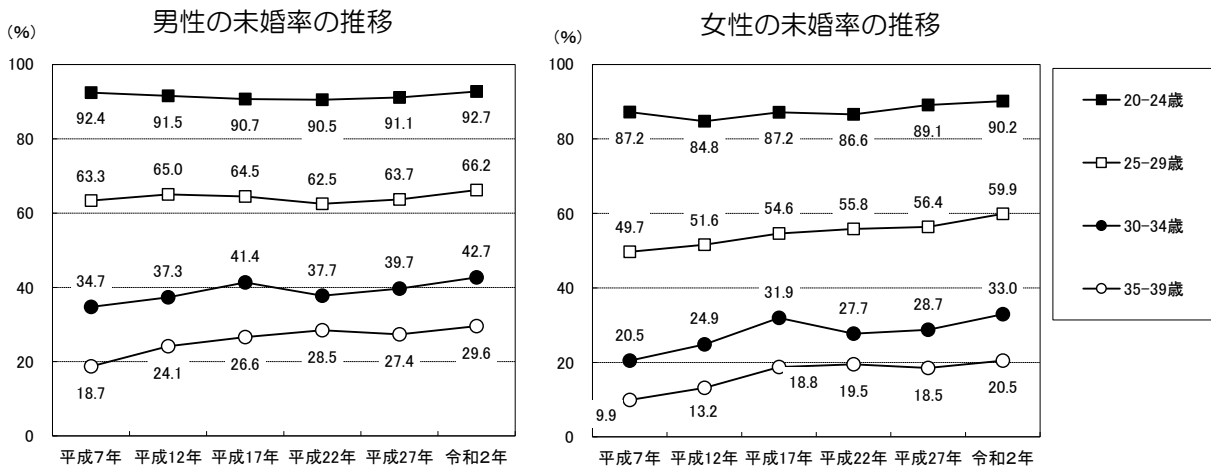 男性の未婚率の推移
(%)
100
80
60
40
20
0
92.4 91.5 90.7 90.5 91.1 92.7
63.3 65.0 64.5 62.5 63.7 66.2
34.7 37.3 41.4 37.7 39.7 42.7
18.7 24.1 26.6 28.5 27.4 29.6
平成7年 平成12年 平成17年 平成22年 平成27年 令和2年
女性の未婚率の推移
(%)
100
80
60
40
20
0
87.2 84.8 87.2 86.6 89.1 90.2
49.7 51.6 54.6 55.8 56.4 59.9
20.5 24.9 31.9 27.7 28.7 33.0
9.9 13.2 18.8 19.5 18.5 20.5
平成7年 平成12年 平成17年 平成22年 平成27年 令和2年
20-24歳
25-29歳
30-34歳
35-39歳